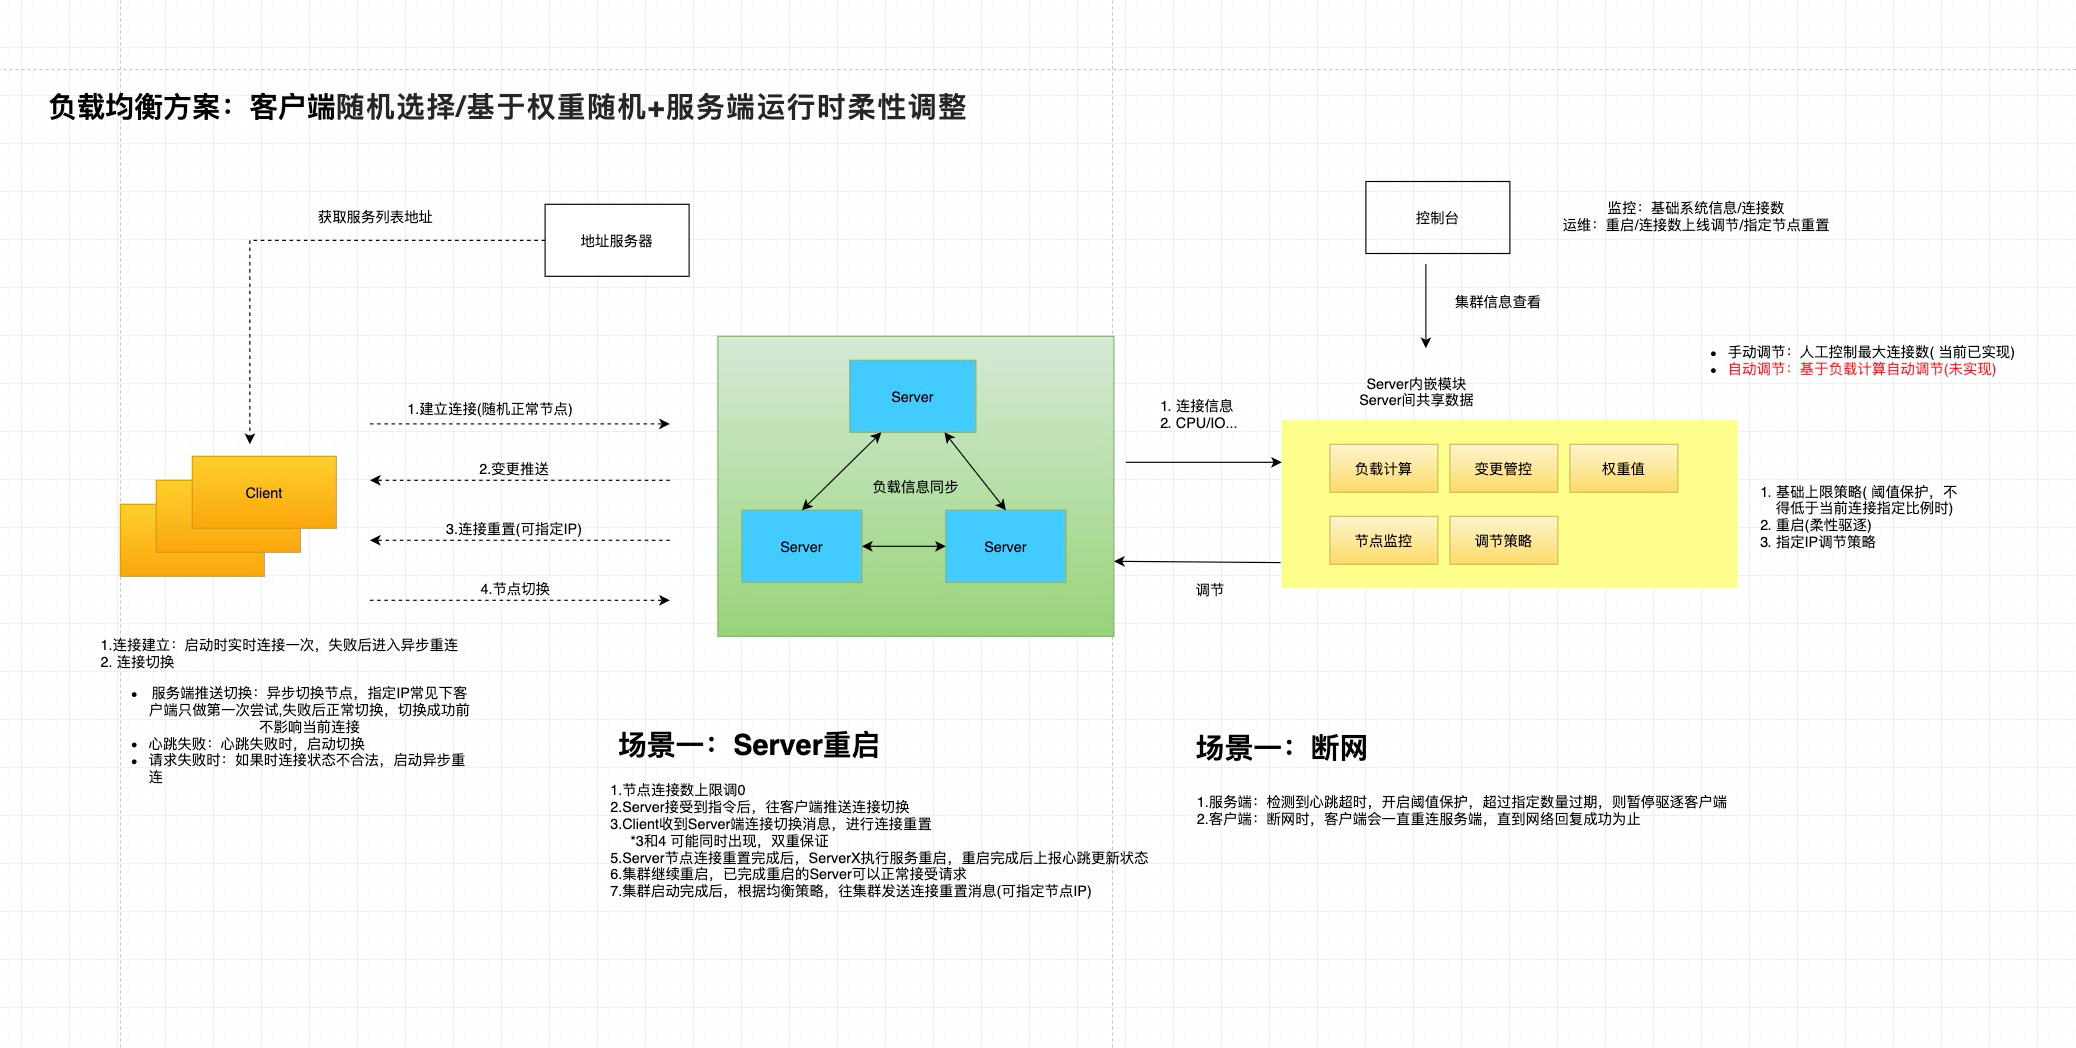 负载均衡方案：客户端随机选择/基于权重随机+服务端运行时柔性调整
获取服务列表地址
地址服务器
控制台
监控：基础系统信息/连接数
运维：重启/连接数上线调节/指定节点重置
集群信息查看
手动调节：人工控制最大连接数( 当前已实现)
自动调节：基于负载计算自动调节(未实现)
Server内嵌模块
Server间共享数据
1.建立连接(随机正常节点)
2.变更推送
3.连接重置(可指定IP)
4.节点切换
Client
Server
负载信息同步
Server
Server
1. 连接信息
2. CPU/IO...
调节
负载计算
变更管控
权重值
节点监控
调节策略
1. 基础上限策略( 阈值保护，不
得低于当前连接指定比例时)
2. 重启(柔性驱逐)
3. 指定IP调节策略
1.连接建立：启动时实时连接一次，失败后进入异步重连
2. 连接切换
服务端推送切换：异步切换节点，指定IP常见下客
户端只做第一次尝试,失败后正常切换，切换成功前
不影响当前连接
心跳失败：心跳失败时，启动切换
请求失败时：如果时连接状态不合法，启动异步重
连
场景一：Server重启
1.节点连接数上限调0
2.Server接受到指令后，往客户端推送连接切换
3.Client收到Server端连接切换消息，进行连接重置
*3和4 可能同时出现，双重保证
5.Server节点连接重置完成后，ServerX执行服务重启，重启完成后上报心跳更新状态
6.集群继续重启，已完成重启的Server可以正常接受请求
7.集群启动完成后，根据均衡策略，往集群发送连接重置消息(可指定节点IP)
场景一：断网
1.服务端：检测到心跳超时，开启阈值保护，超过指定数量过期，则暂停驱逐客户端
2.客户端：断网时，客户端会一直重连服务端，直到网络回复成功为止